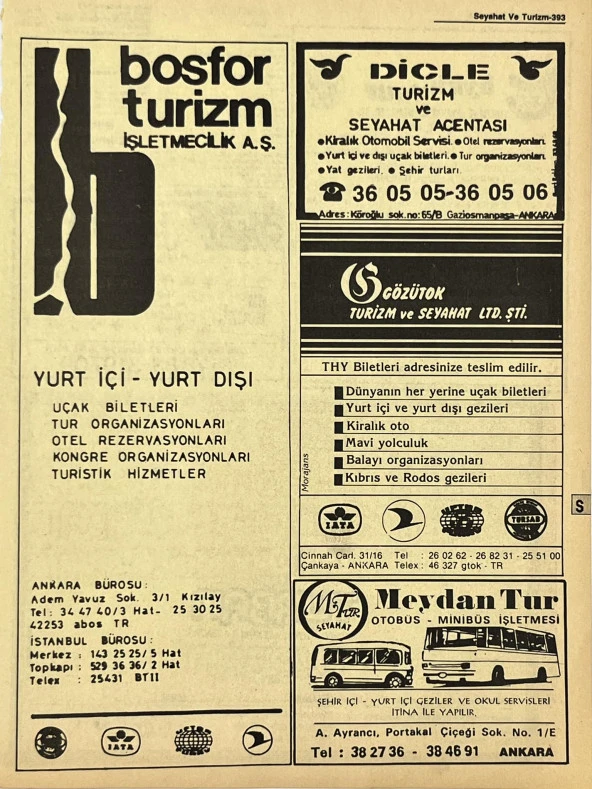 Seyahat Ve Turizm-393
bosfor
turizm
İŞLETMECİLİK A.Ş.
YURT İÇİ - YURT DIŞI
UÇAK BİLETLERİ
TUR ORGANİZASYONLARI
OTEL REZERVASYONLARI
KONGRE ORGANİZASYONLARI
TURİSTİK HİZMETLER
ANKARA BÜROSU:
Adem Yavuz Sok. 3/1 Kızılay
Tel: 34 47 40/3 Hat- 25 30 25
42253 abos TR
İSTANBUL BÜROSU:
Merkez : 143 25 25/5 Hat
Topkapı : 529 36 36/2 Hat
Telex : 25431 BTII
IATA
DİCLE
TURİZM
ve
SEYAHAT ACENTASI
●Kiralık Otomobil Servisi.●Otel rezervasyonları.
●Yurt içi ve dışı uçak biletleri.●Tur organizasyonları.
●Yat gezileri. ●Şehir turları.
☎ 36 05 05-36 05 06
Adres:Köroğlu sok.no:65/B Gaziosmanpaşa-ANKARA
GÖZÜTOK
TURİZM ve SEYAHAT LTD. ŞTİ.
THY Biletleri adresinize teslim edilir.
Dünyanın her yerine uçak biletleri
Yurt içi ve yurt dışı gezileri
Kiralık oto
Mavi yolculuk
Balayı organizasyonları
Kıbrıs ve Rodos gezileri
Morajans
IATA
TURSAB
Cinnah Cad. 31/16 Tel : 26 02 62 - 26 82 31 - 25 51 00
Çankaya - ANKARA Telex : 46 327 gtok - TR
S
M-S TUR
SEYAHAT
Meydan Tur
OTOBÜS - MİNİBÜS İŞLETMESİ
ŞEHİR İÇİ - YURT İÇİ GEZİLER VE OKUL SERVİSLERİ
İTİNA İLE YAPILIR.
A. Ayrancı, Portakal Çiçeği Sok. No. 1/E
Tel : 38 27 36 - 38 46 91 ANKARA